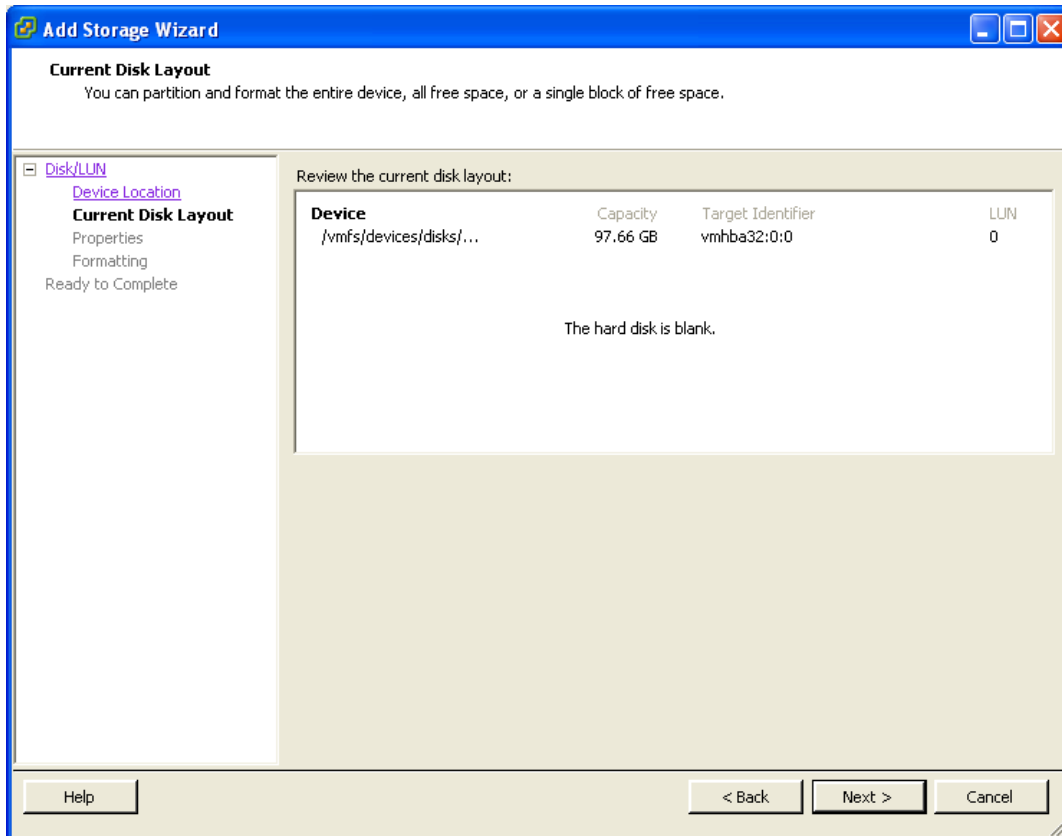 Add Storage Wizard
Current Disk Layout
You can partition and format the entire device, all free space, or a single block of free space.
Disk/LUN
Device Location
Current Disk Layout
Properties
Formatting
Ready to Complete
Review the current disk layout:
Device Capacity Target Identifier LUN
/vmfs/devices/disks/... 97.66 GB vmhba32:0:0 0
The hard disk is blank.
Help < Back Next > Cancel